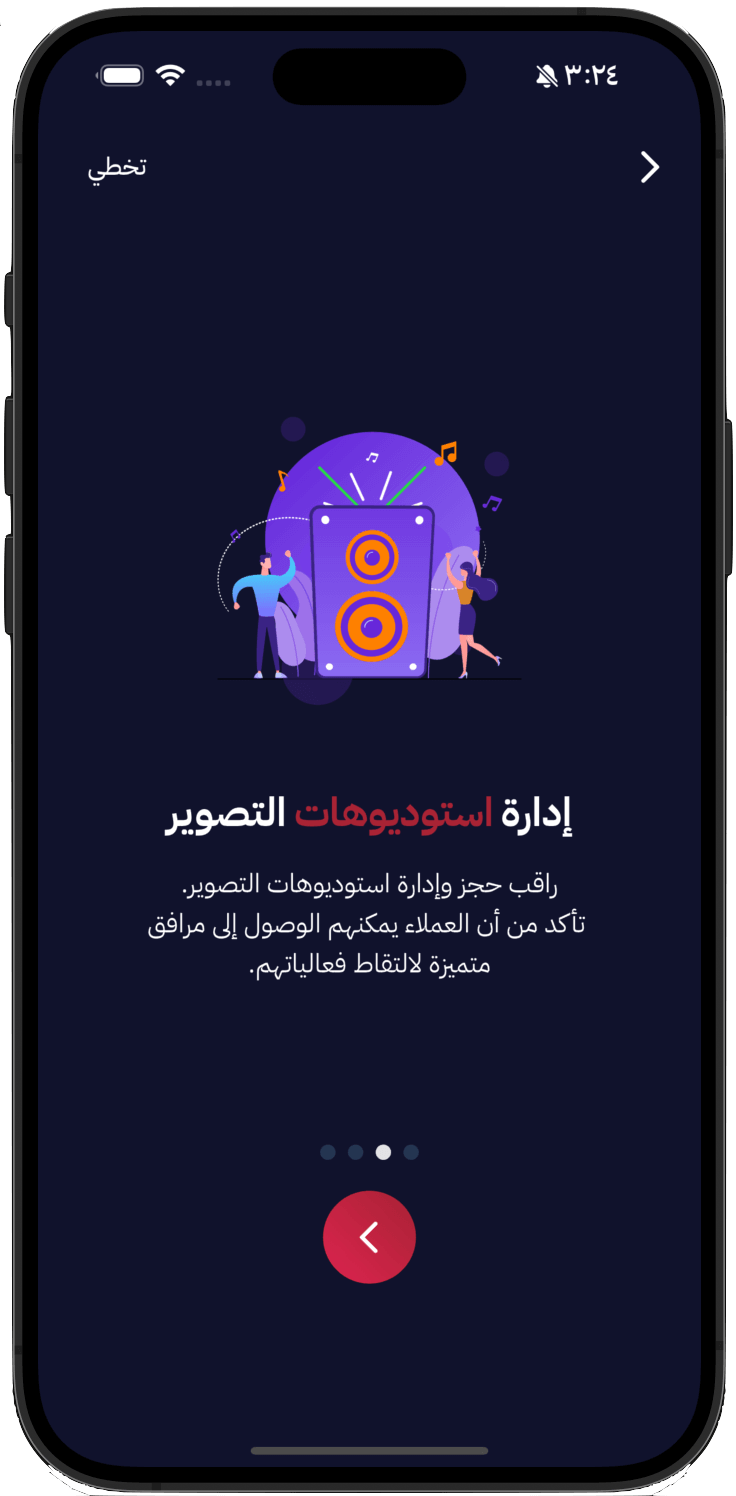 ٣:٢٤
تخطي
إدارة استوديوهات التصوير
راقب حجز وإدارة استوديوهات التصوير.
تأكد من أن العملاء يمكنهم الوصول إلى مرافق
متميزة لالتقاط فعالياتهم.